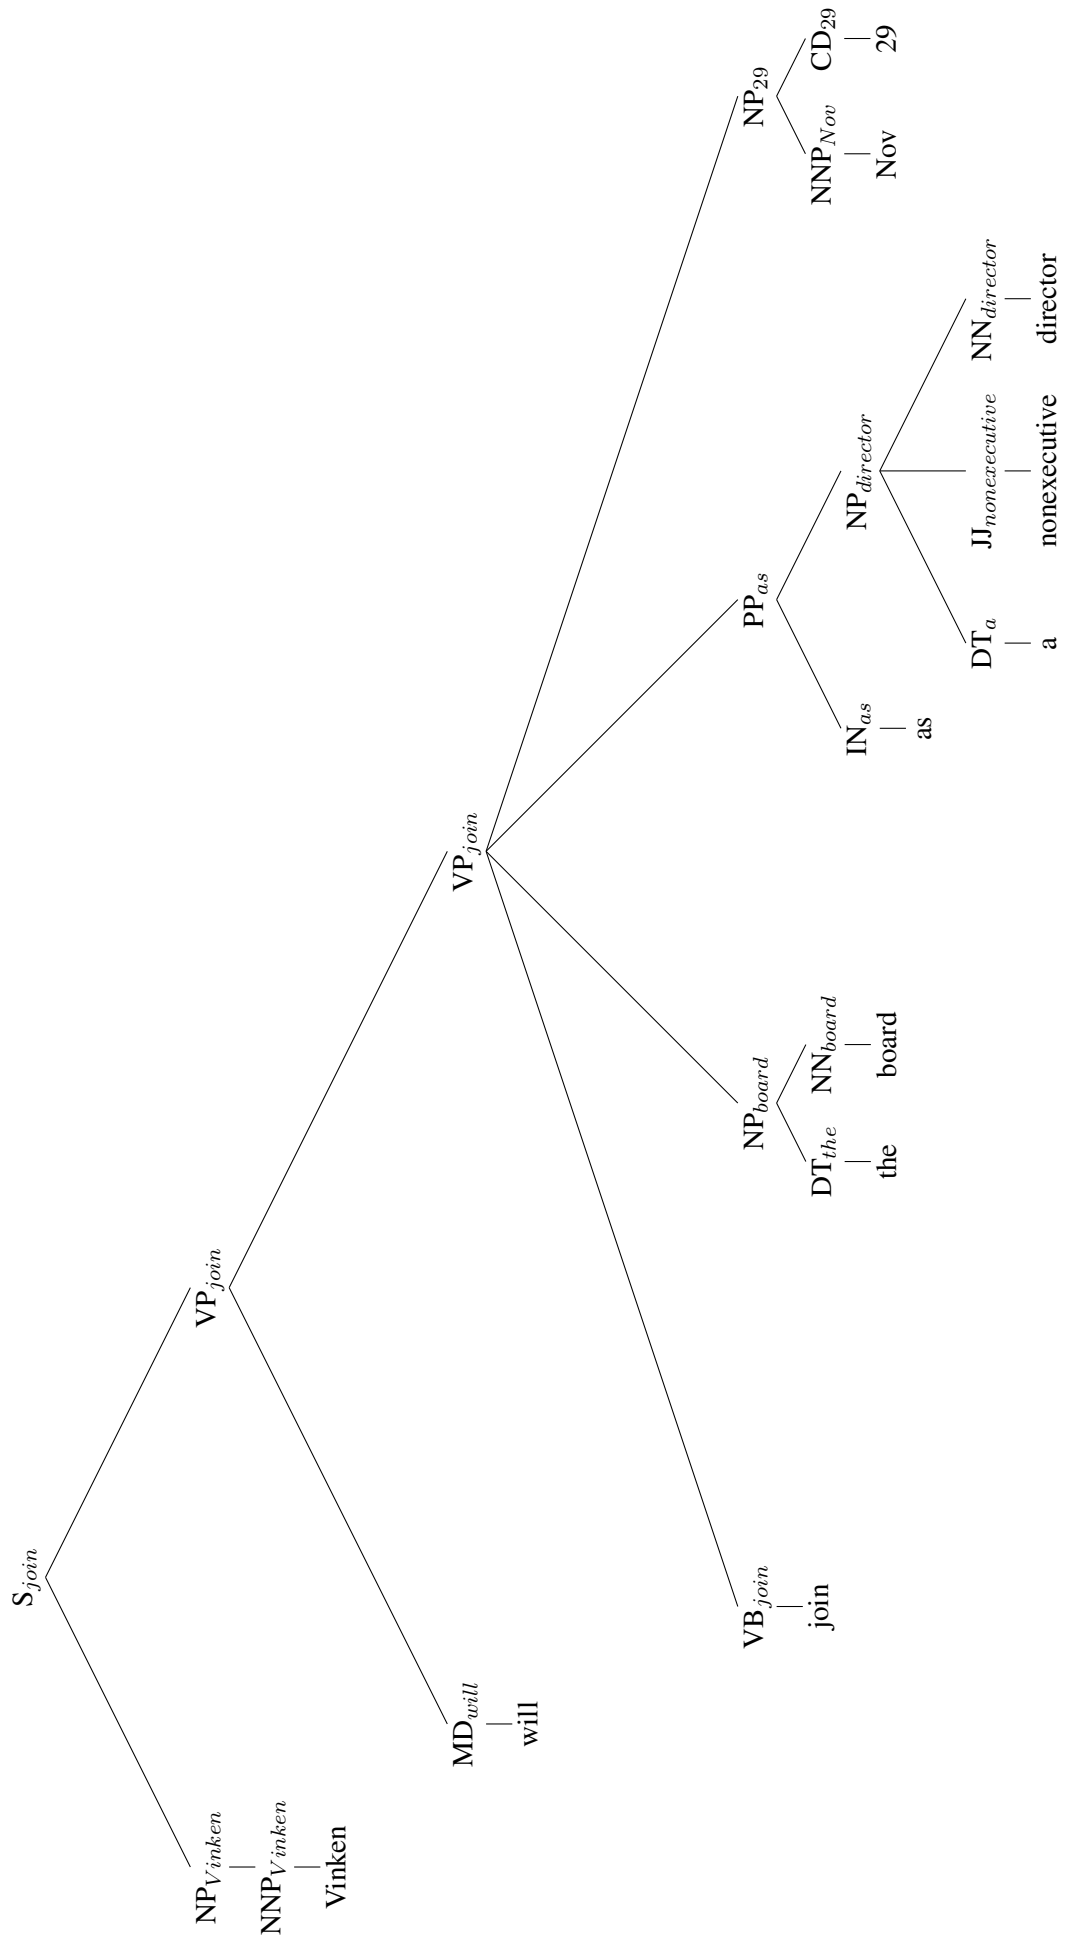 S_join
NP_Vinken VP_join
NNP_Vinken
Vinken
MD_will VP_join
will
VB_join NP_board PP_as NP_29
join
DT_the NN_board NNP_Nov CD_29
the board Nov 29
IN_as NP_director
as
DT_a JJ_nonexecutive NN_director
a nonexecutive director